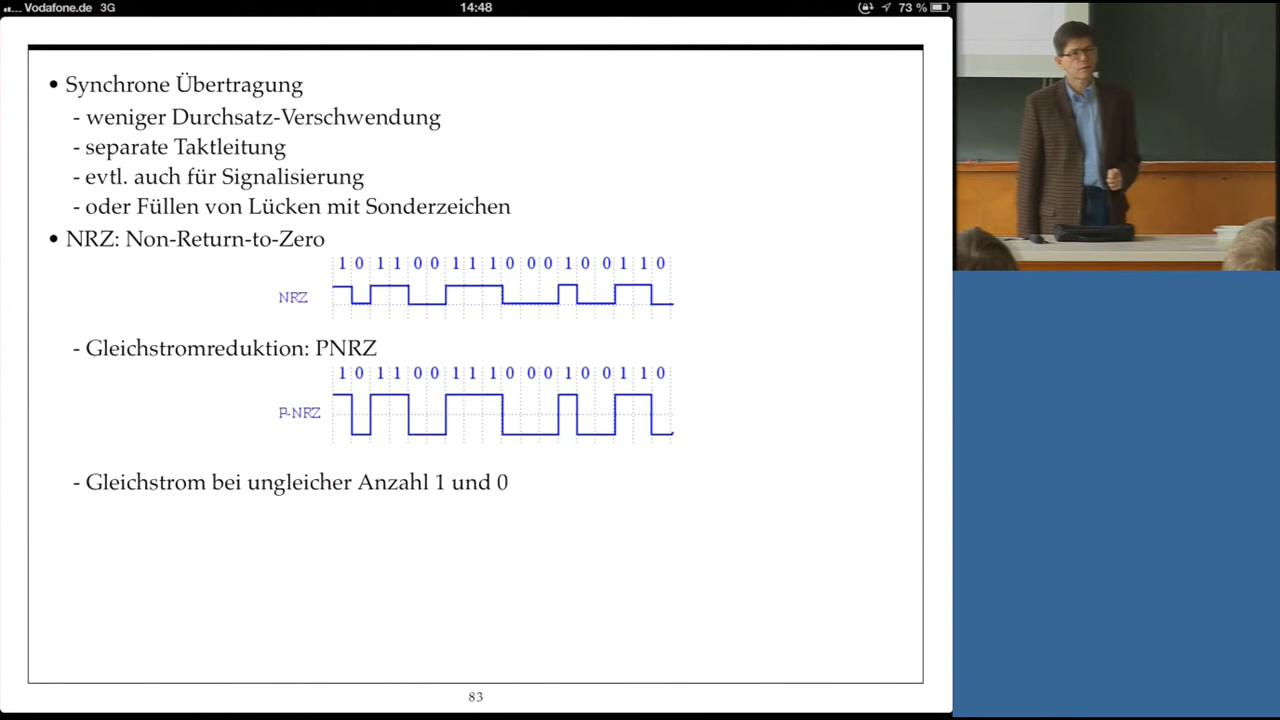 Vodafone.de 3G 14:48 73 %
• Synchrone Übertragung
- weniger Durchsatz-Verschwendung
- separate Taktleitung
- evtl. auch für Signalisierung
- oder Füllen von Lücken mit Sonderzeichen
• NRZ: Non-Return-to-Zero
1 0 1 1 0 0 1 1 1 0 0 0 1 0 0 1 1 0
NRZ
- Gleichstromreduktion: PNRZ
1 0 1 1 0 0 1 1 1 0 0 0 1 0 0 1 1 0
P-NRZ
- Gleichstrom bei ungleicher Anzahl 1 und 0
83